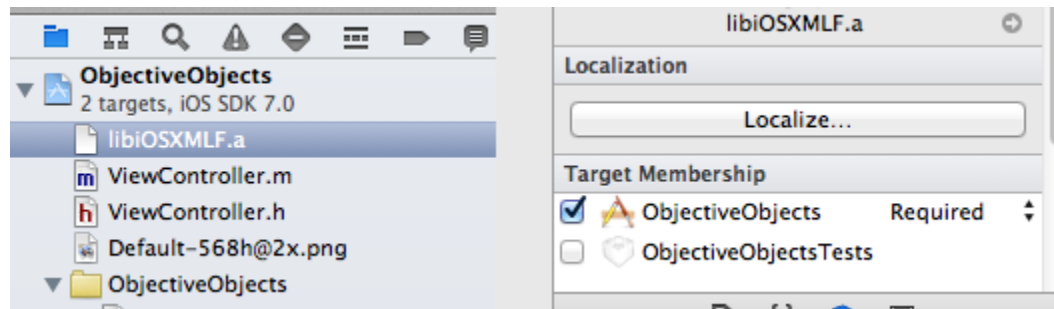 ObjectiveObjects
2 targets, iOS SDK 7.0
libiOSXMLF.a
m ViewController.m
h ViewController.h
Default-568h@2x.png
ObjectiveObjects
libiOSXMLF.a
Localization
Localize...
Target Membership
ObjectiveObjects Required
ObjectiveObjectsTests